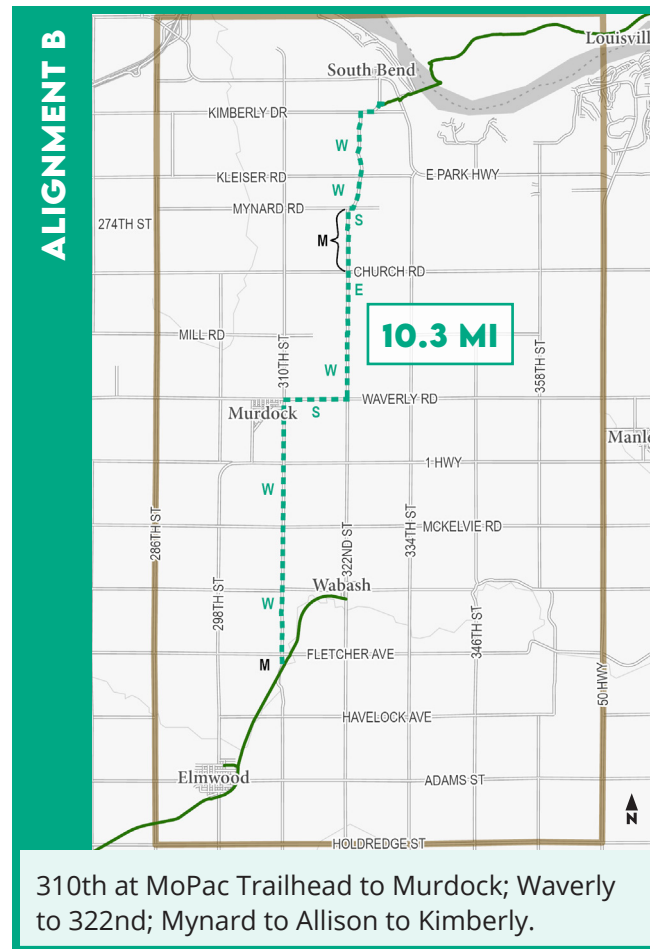 ALIGNMENT B
Louisvill
South Bend
KIMBERLY DR
W
KLEISER RD
E PARK HWY
W
MYNARD RD
274TH ST
S
M
CHURCH RD
E
10.3 MI
MILL RD
310TH ST
358TH ST
W
WAVERLY RD
Murdock
S
Manl
1 HWY
W
286TH ST
334TH ST
MCKELVIE RD
322ND ST
298TH ST
Wabash
W
346TH ST
FLETCHER AVE
M
50 HWY
HAVELOCK AVE
Elmwood
ADAMS ST
N
HOLDREDGE ST
310th at MoPac Trailhead to Murdock; Waverly
to 322nd; Mynard to Allison to Kimberly.